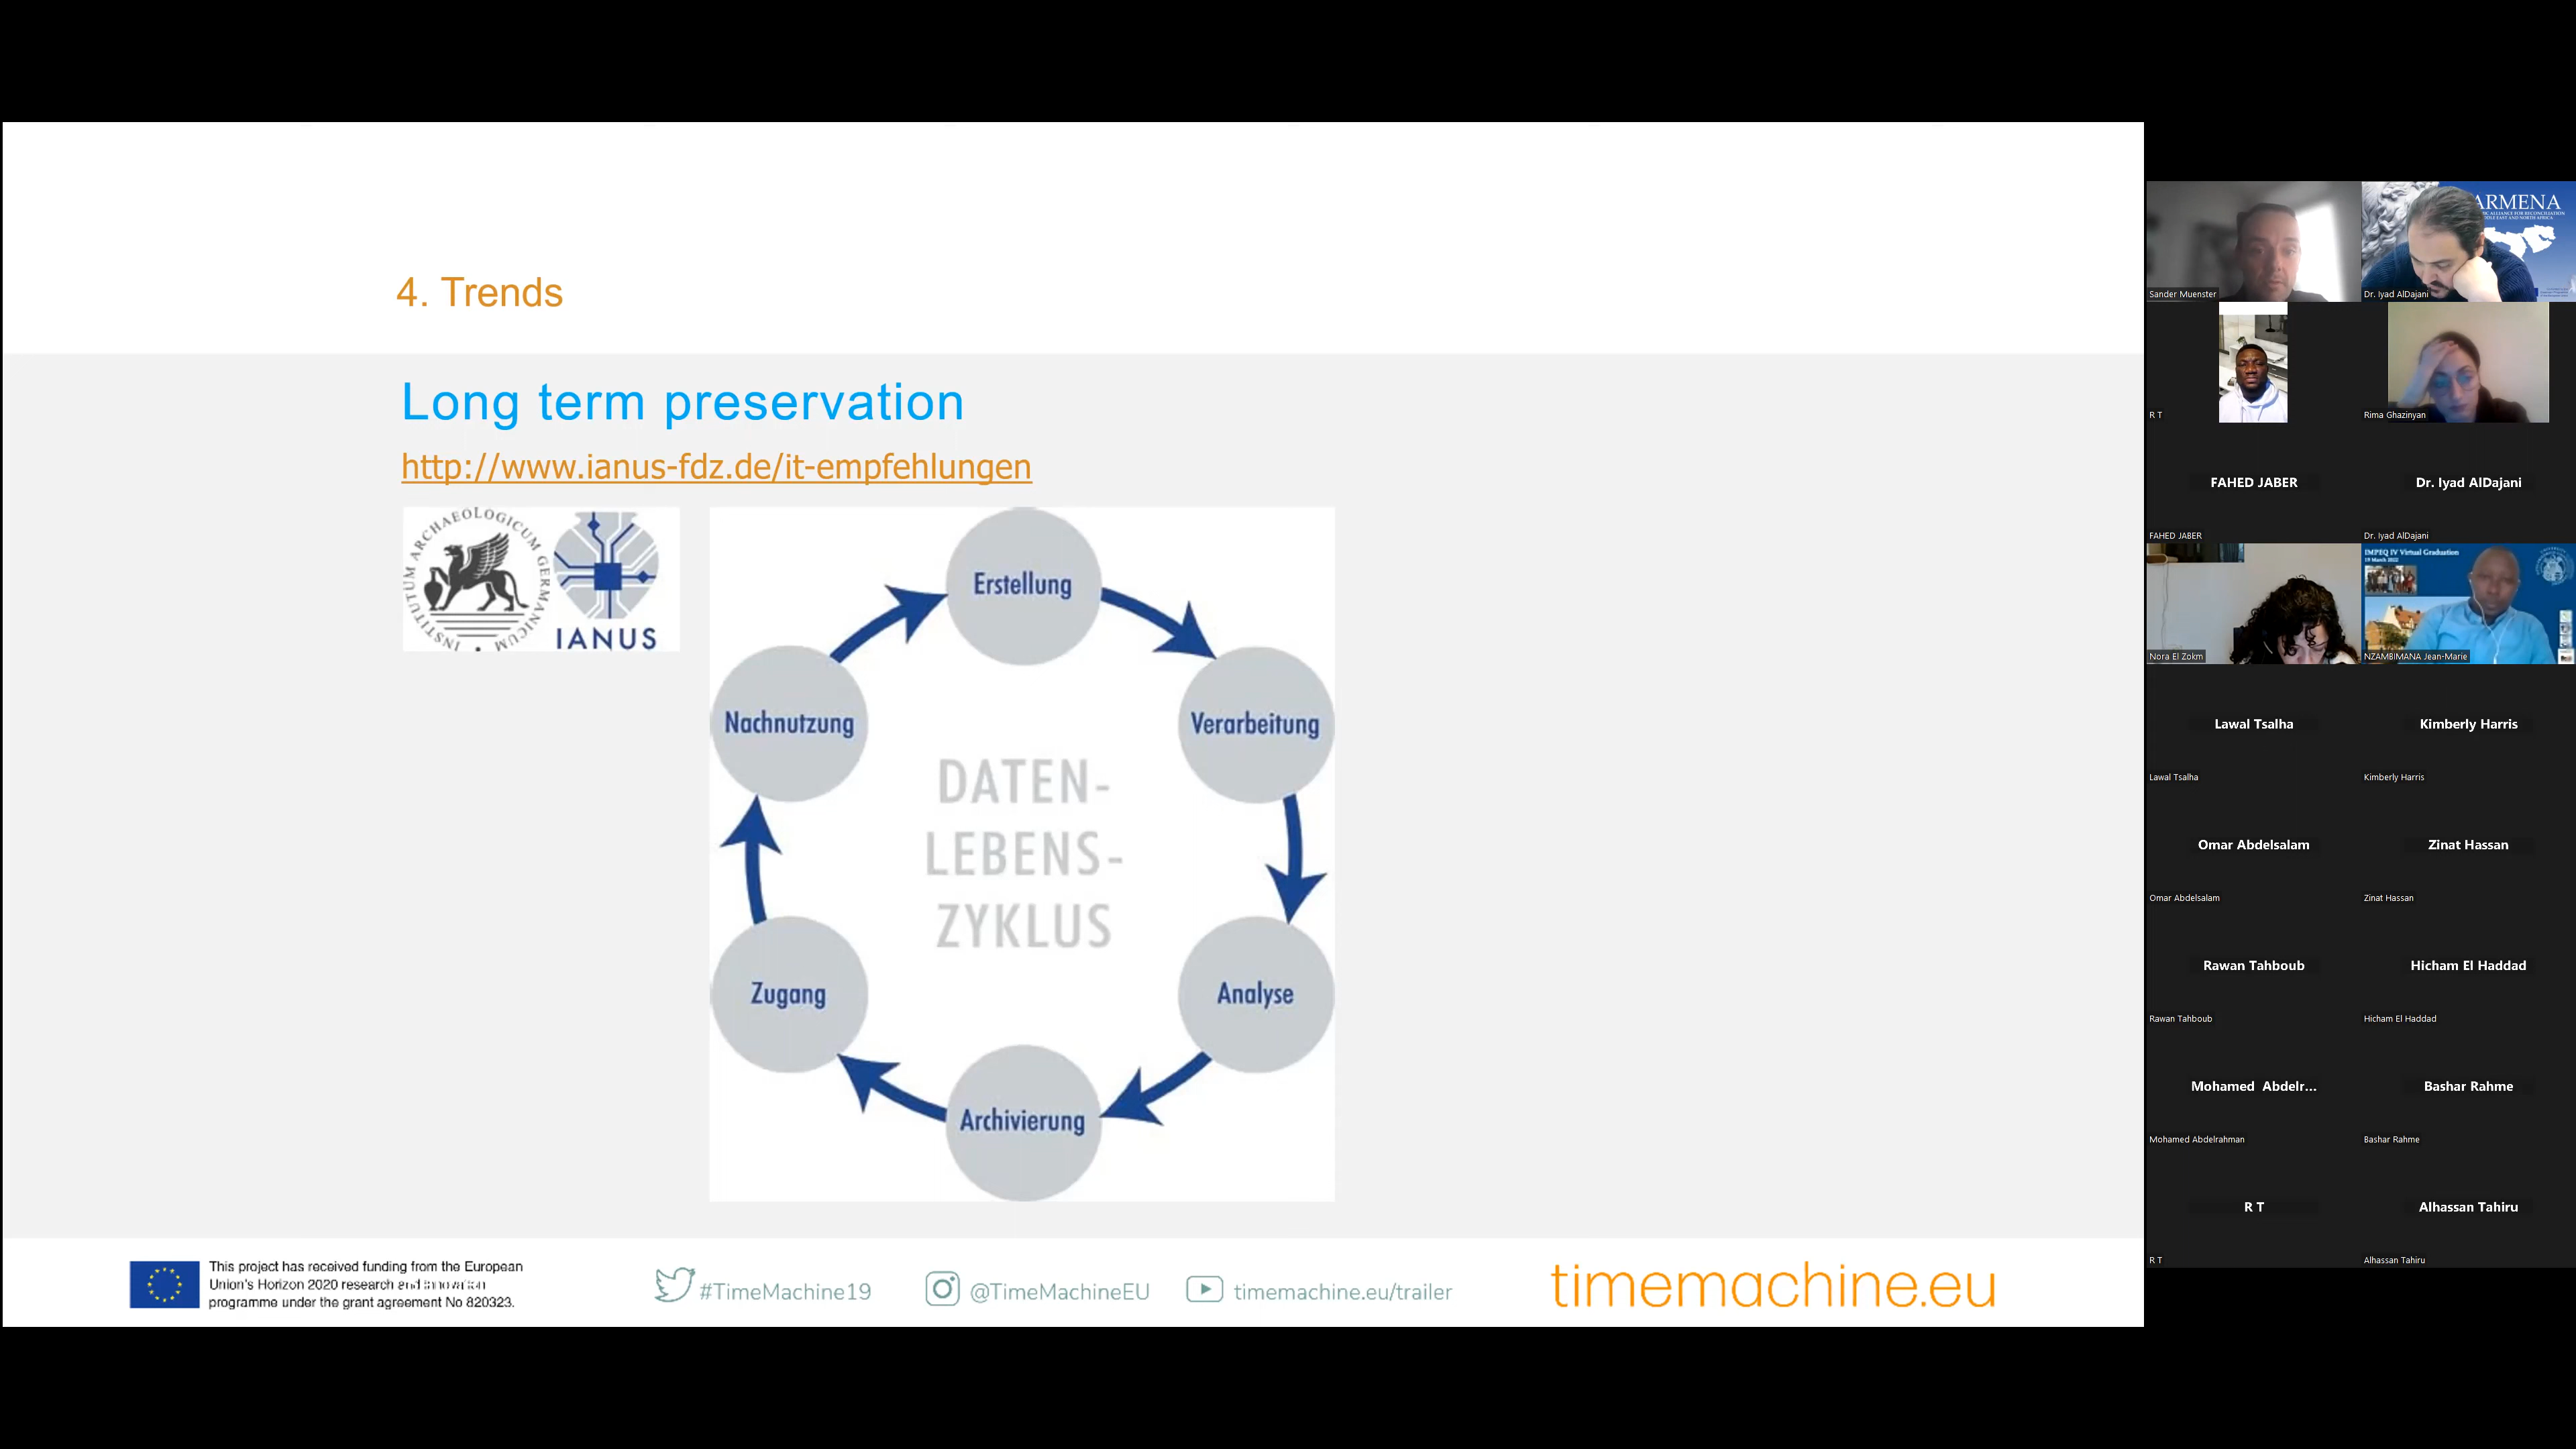 4. Trends
Long term preservation
http://www.ianus-fdz.de/it-empfehlungen
INSTITUTUM ARCHAEOLOGICUM GERMANICUM
IANUS
Erstellung
Verarbeitung
Analyse
Archivierung
Zugang
Nachnutzung
DATEN-
LEBENS-
ZYKLUS
This project has received funding from the European
Union's Horizon 2020 research and innovation
programme under the grant agreement No 820323.
#TimeMachine19
@TimeMachineEU
timemachine.eu/trailer
timemachine.eu
Sander Muenster
ARMENA
Dr. Iyad AlDajani
R T
Rima Ghazinyan
FAHED JABER
FAHED JABER
Dr. Iyad AlDajani
Dr. Iyad AlDajani
Nora El Zokm
IMPEQ IV Virtual Graduation
NZAMBIMANA Jean-Marie
Lawal Tsalha
Lawal Tsalha
Kimberly Harris
Kimberly Harris
Omar Abdelsalam
Omar Abdelsalam
Zinat Hassan
Zinat Hassan
Rawan Tahboub
Rawan Tahboub
Hicham El Haddad
Hicham El Haddad
Mohamed Abdelr...
Mohamed Abdelrahman
Bashar Rahme
Bashar Rahme
R T
R T
Alhassan Tahiru
Alhassan Tahiru